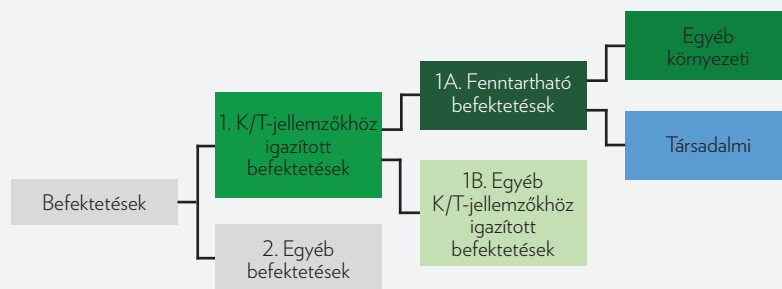 Befektetések
1. K/T-jellemzőkhöz
igazított
befektetések
2. Egyéb
befektetések
1A. Fenntartható
befektetések
1B. Egyéb
K/T-jellemzőkhöz
igazított
befektetések
Egyéb
környezeti
Társadalmi